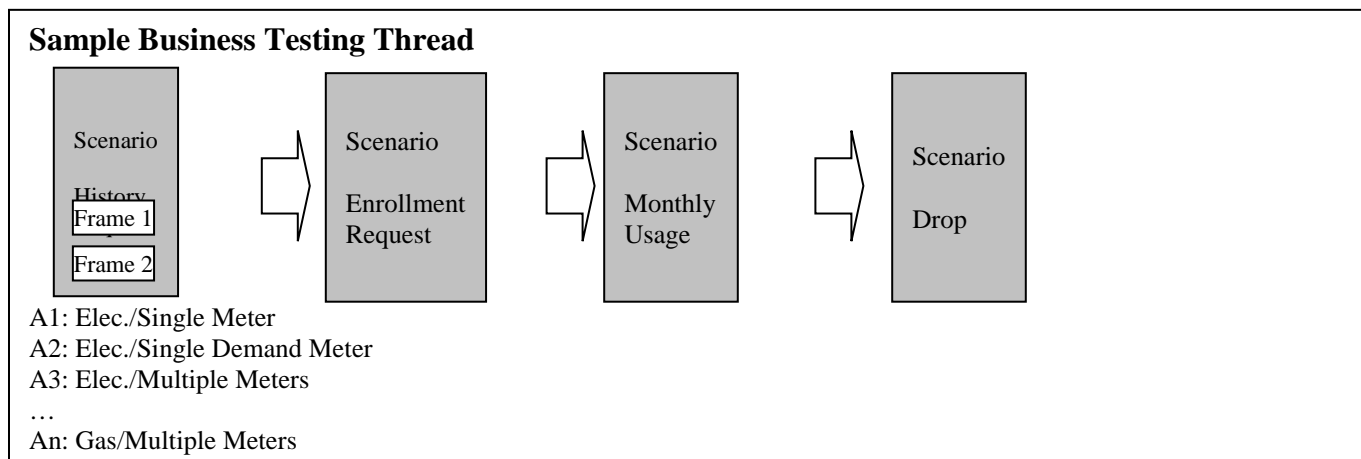 Sample Business Testing Thread
Scenario
History
Frame 1
Frame 2
Scenario
Enrollment
Request
Scenario
Monthly
Usage
Scenario
Drop
A1: Elec./Single Meter
A2: Elec./Single Demand Meter
A3: Elec./Multiple Meters
…
An: Gas/Multiple Meters